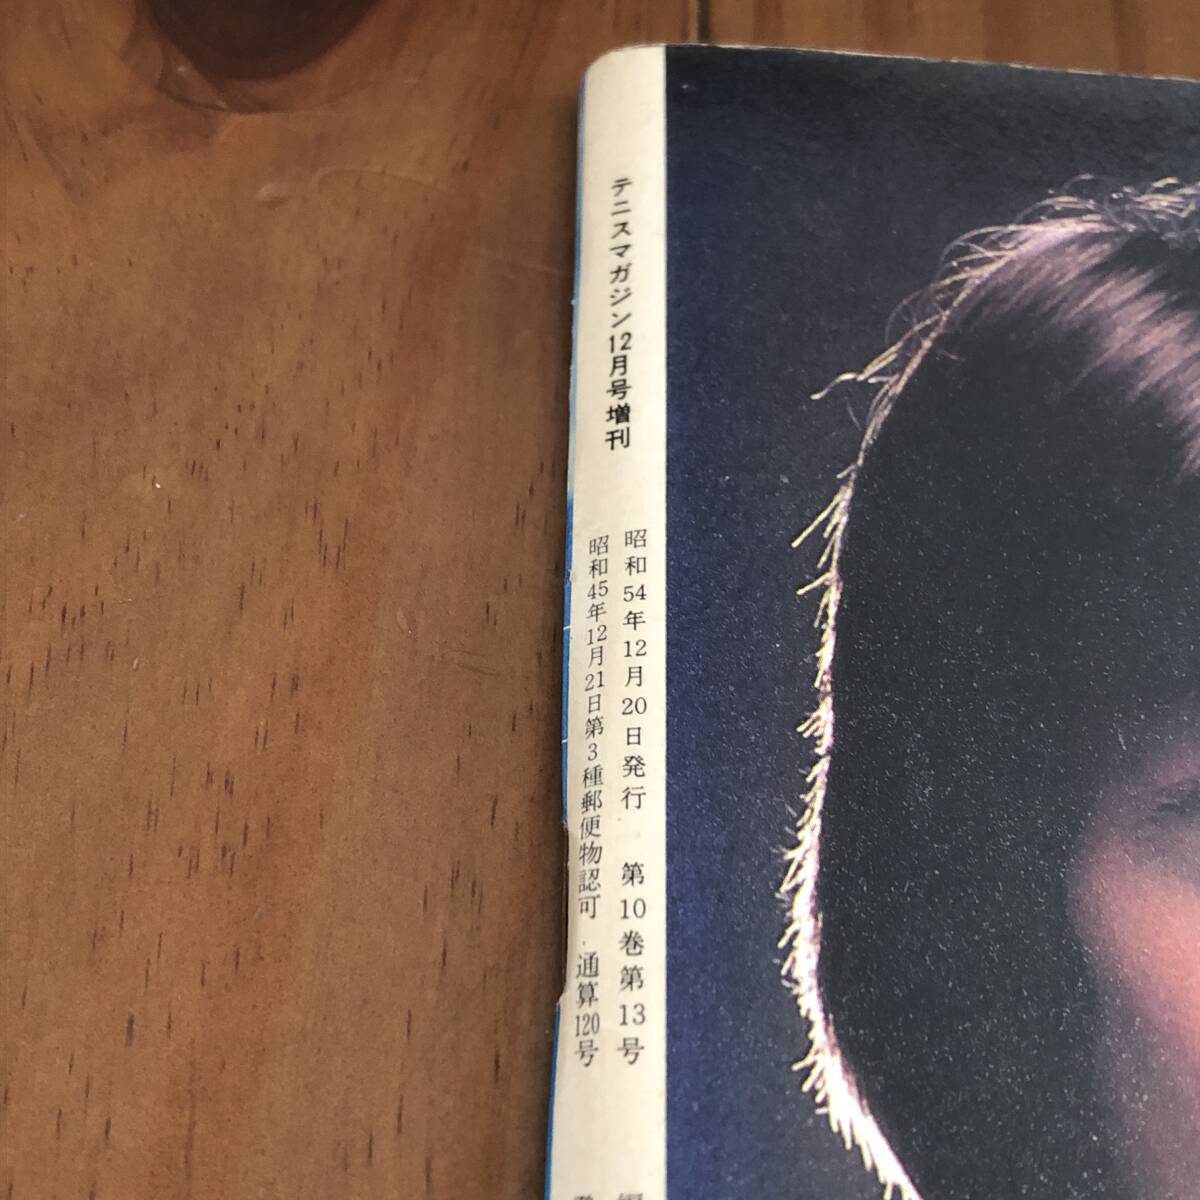 テニスマガジン12月号増刊
昭和54年12月20日発行 第10巻第13号
昭和45年12月21日第3種郵便物認可・通算120号